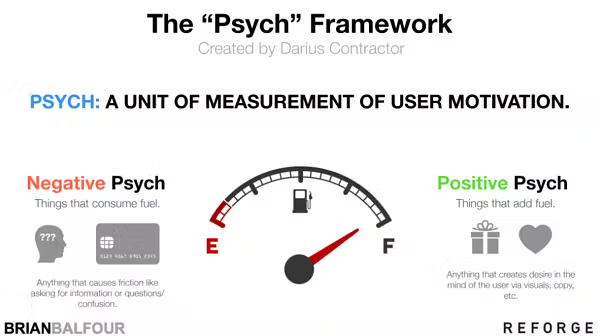 The “Psych” Framework
Created by Darius Contractor
PSYCH: A UNIT OF MEASUREMENT OF USER MOTIVATION.
Negative Psych
Things that consume fuel.
???
Anything that causes friction like
asking for information or questions/
confusion.
E
F
Positive Psych
Things that add fuel.
Anything that creates desire in the
mind of the user via visuals, copy,
etc.
BRIANBALFOUR
REFORGE